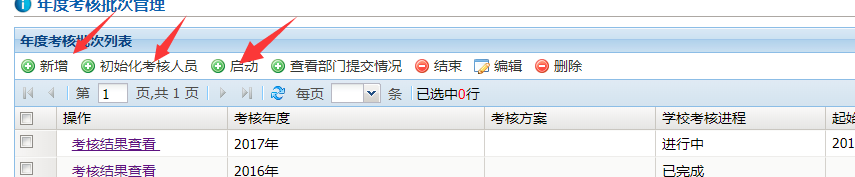 年度考核批次管理
年度考核批次列表
新增 初始化考核人员 启动 查看部门提交情况 结束 编辑 删除
第 1 页,共 1 页 每页 条 已选中0行
操作 考核年度 考核方案 学校考核进程 起始
考核结果查看 2017年 进行中 201
考核结果查看 2016年 已完成